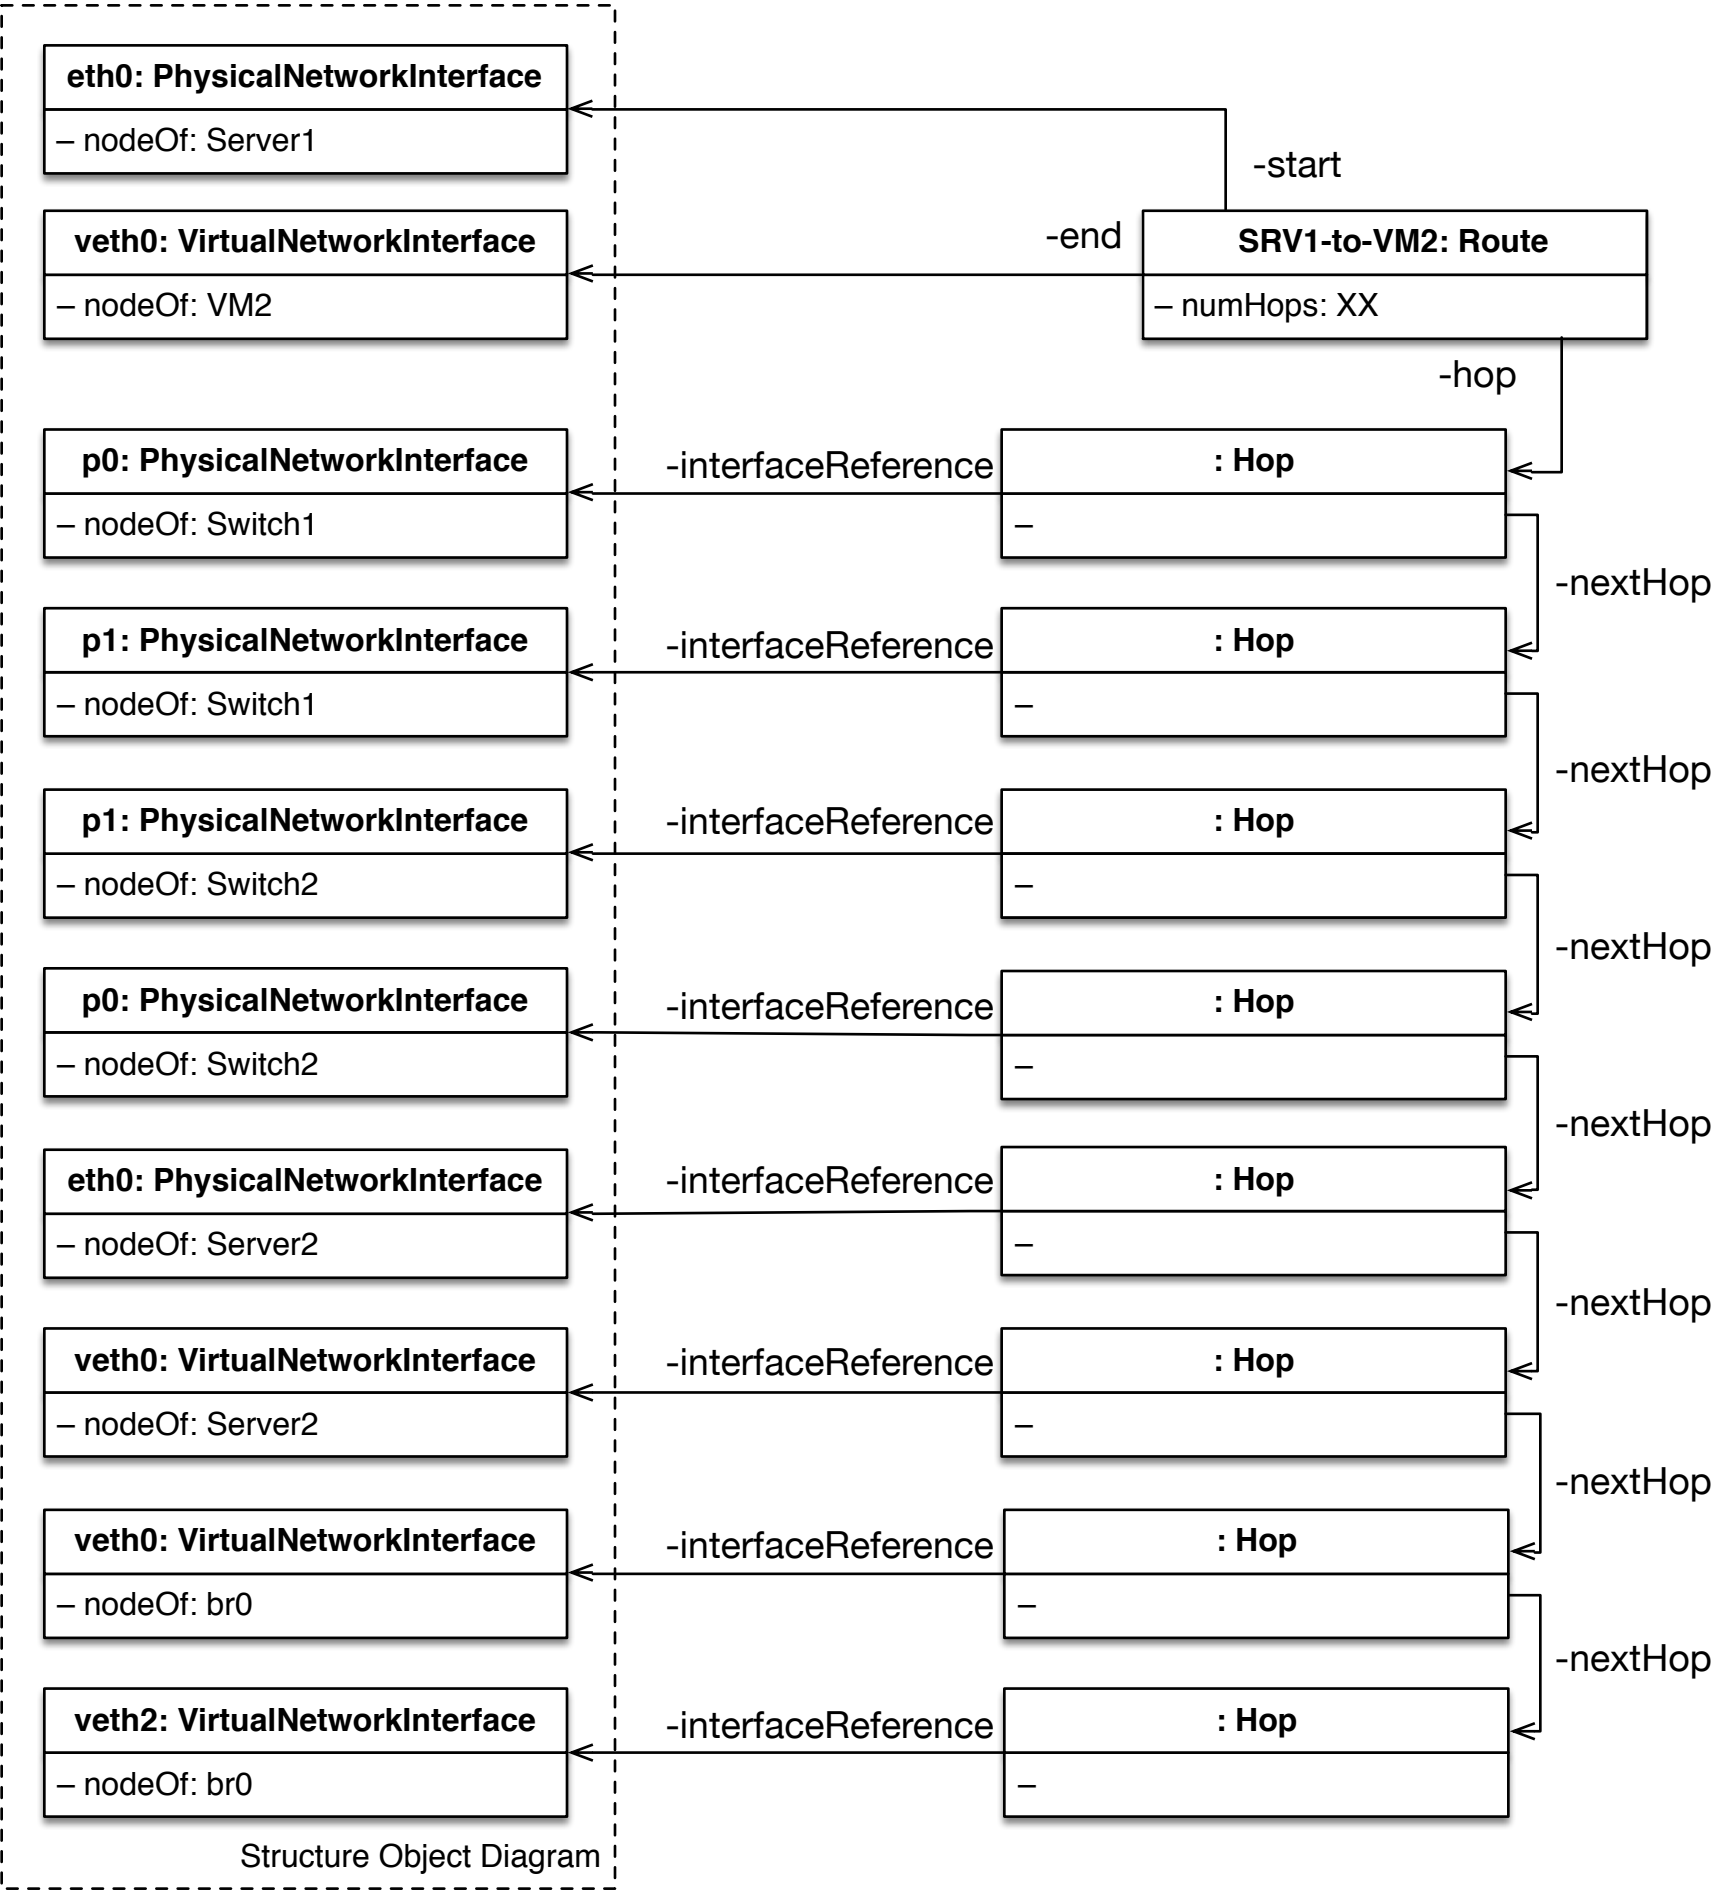 eth0: PhysicalNetworkInterface
– nodeOf: Server1
-start
veth0: VirtualNetworkInterface
– nodeOf: VM2
-end
SRV1-to-VM2: Route
– numHops: XX
-hop
p0: PhysicalNetworkInterface
– nodeOf: Switch1
-interfaceReference
: Hop
–
-nextHop
p1: PhysicalNetworkInterface
– nodeOf: Switch1
-interfaceReference
: Hop
–
-nextHop
p1: PhysicalNetworkInterface
– nodeOf: Switch2
-interfaceReference
: Hop
–
-nextHop
p0: PhysicalNetworkInterface
– nodeOf: Switch2
-interfaceReference
: Hop
–
-nextHop
eth0: PhysicalNetworkInterface
– nodeOf: Server2
-interfaceReference
: Hop
–
-nextHop
veth0: VirtualNetworkInterface
– nodeOf: Server2
-interfaceReference
: Hop
–
-nextHop
veth0: VirtualNetworkInterface
– nodeOf: br0
-interfaceReference
: Hop
–
-nextHop
veth2: VirtualNetworkInterface
– nodeOf: br0
-interfaceReference
: Hop
–
Structure Object Diagram